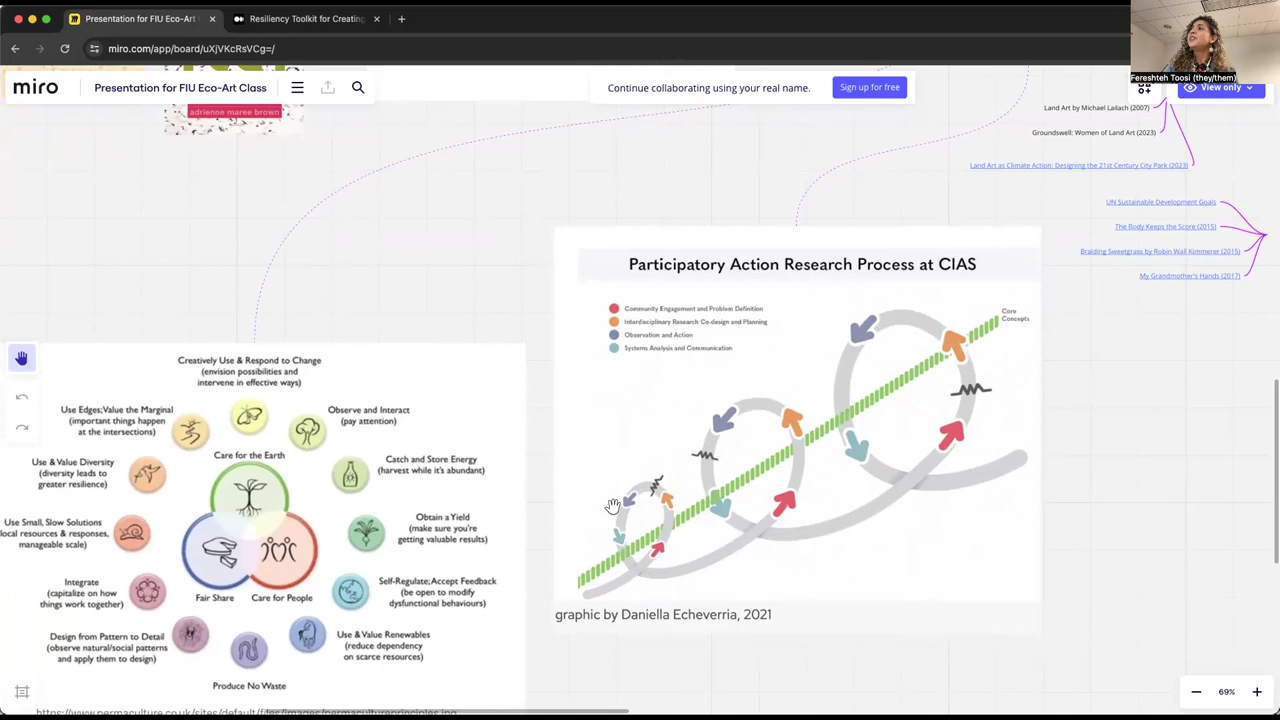 Presentation for FIU Eco-Art
Resiliency Toolkit for Creating
miro.com/app/board/uXjVKcRsVCg=/
Fereshteh Toosi (they/them)
miro
Presentation for FIU Eco-Art Class
Continue collaborating using your real name.
Sign up for free
View only
adrienne maree brown
Land Art by Michael Lailach (2007)
Groundswell: Women of Land Art (2023)
Land Art as Climate Action: Designing the 21st Century City Park (2023)
UN Sustainable Development Goals
The Body Keeps the Score (2015)
Braiding Sweetgrass by Robin Wall Kimmerer (2015)
My Grandmother's Hands (2017)
Participatory Action Research Process at CIAS
Community Engagement and Problem Definition
Interdisciplinary Research Co-design and Planning
Observation and Action
Systems Analysis and Communication
Core
Concepts
graphic by Daniella Echeverria, 2021
Creatively Use & Respond to Change
(envision possibilities and
intervene in effective ways)
Use Edges; Value the Marginal
(important things happen
at the intersections)
Observe and Interact
(pay attention)
Care for the Earth
Use & Value Diversity
(diversity leads to
greater resilience)
Catch and Store Energy
(harvest while it's abundant)
Use Small, Slow Solutions
local resources & responses,
manageable scale)
Obtain a Yield
(make sure you're
getting valuable results)
Integrate
(capitalize on how
things work together)
Fair Share
Care for People
Self-Regulate; Accept Feedback
(be open to modify
dysfunctional behaviours)
Design from Pattern to Detail
(observe natural/social patterns
and apply them to design)
Use & Value Renewables
(reduce dependency
on scarce resources)
Produce No Waste
https://www.permaculture.co.uk/sites/default/files/images/permacultureprinciples.jpg
69%